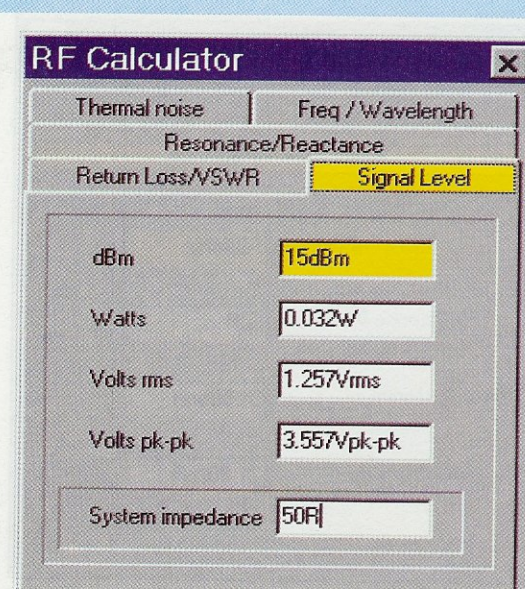 RF Calculator
Thermal noise Freq / Wavelength
Resonance/Reactance
Return Loss/VSWR Signal Level
dBm 15dBm
Watts 0.032W
Volts rms 1.257Vrms
Volts pk-pk 3.557Vpk-pk
System impedance 50R